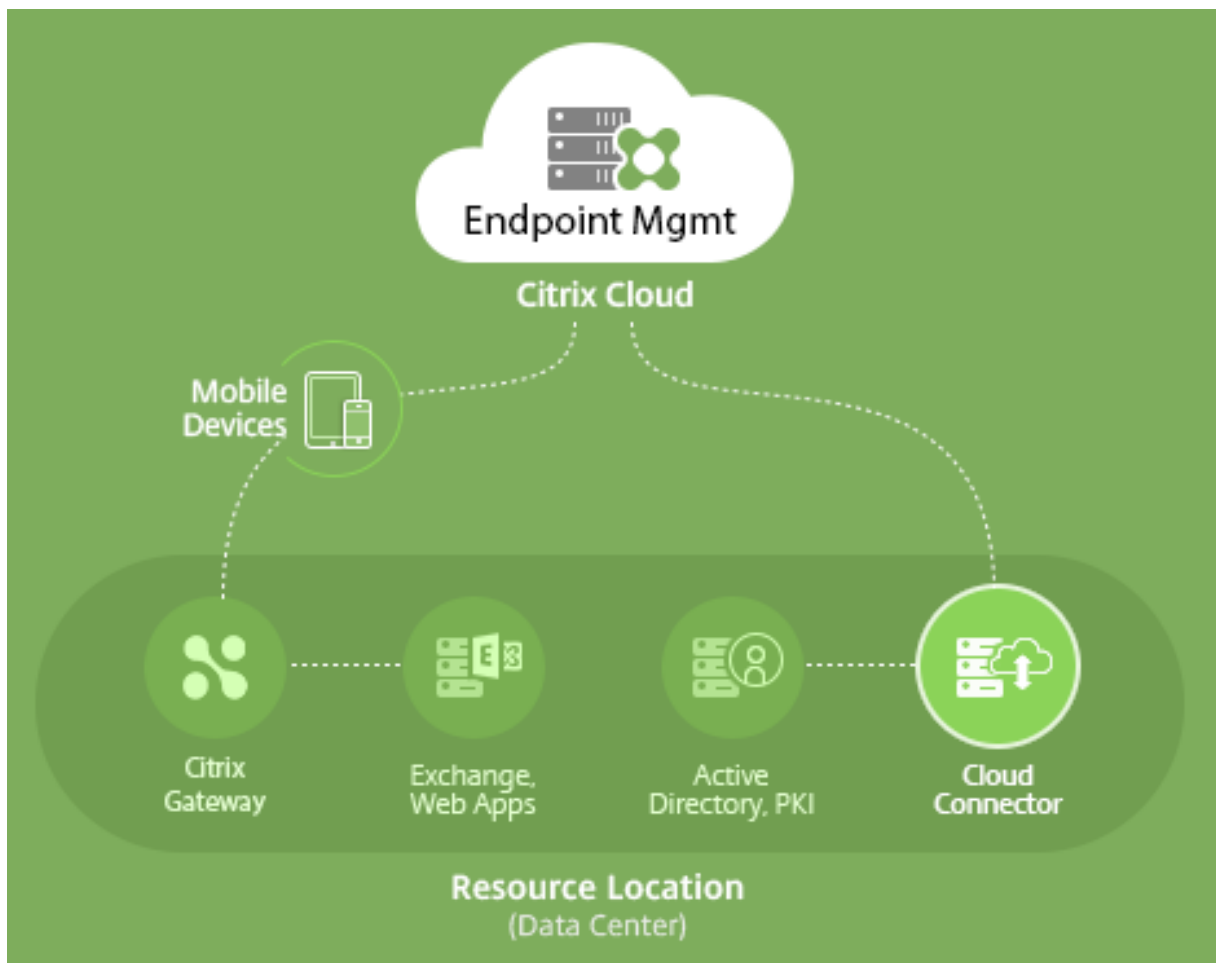 Endpoint Mgmt
Citrix Cloud
Mobile
Devices
E
Citrix
Gateway
Exchange,
Web Apps
Active
Directory, PKI
Cloud
Connector
Resource Location
(Data Center)